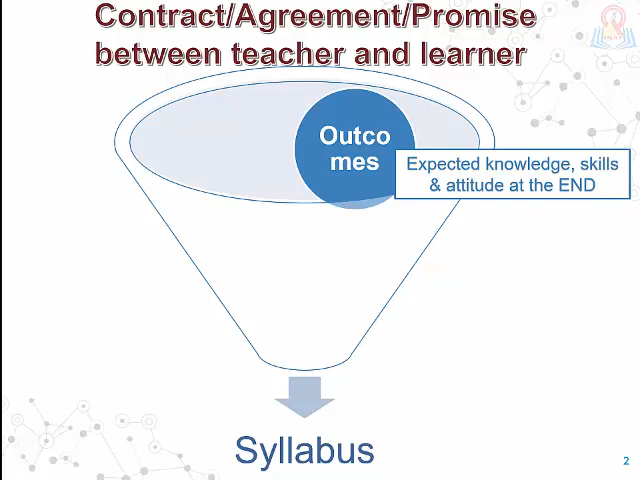 Contract/Agreement/Promise
between teacher and learner
Outco
mes
Expected knowledge, skills
& attitude at the END
Syllabus
2